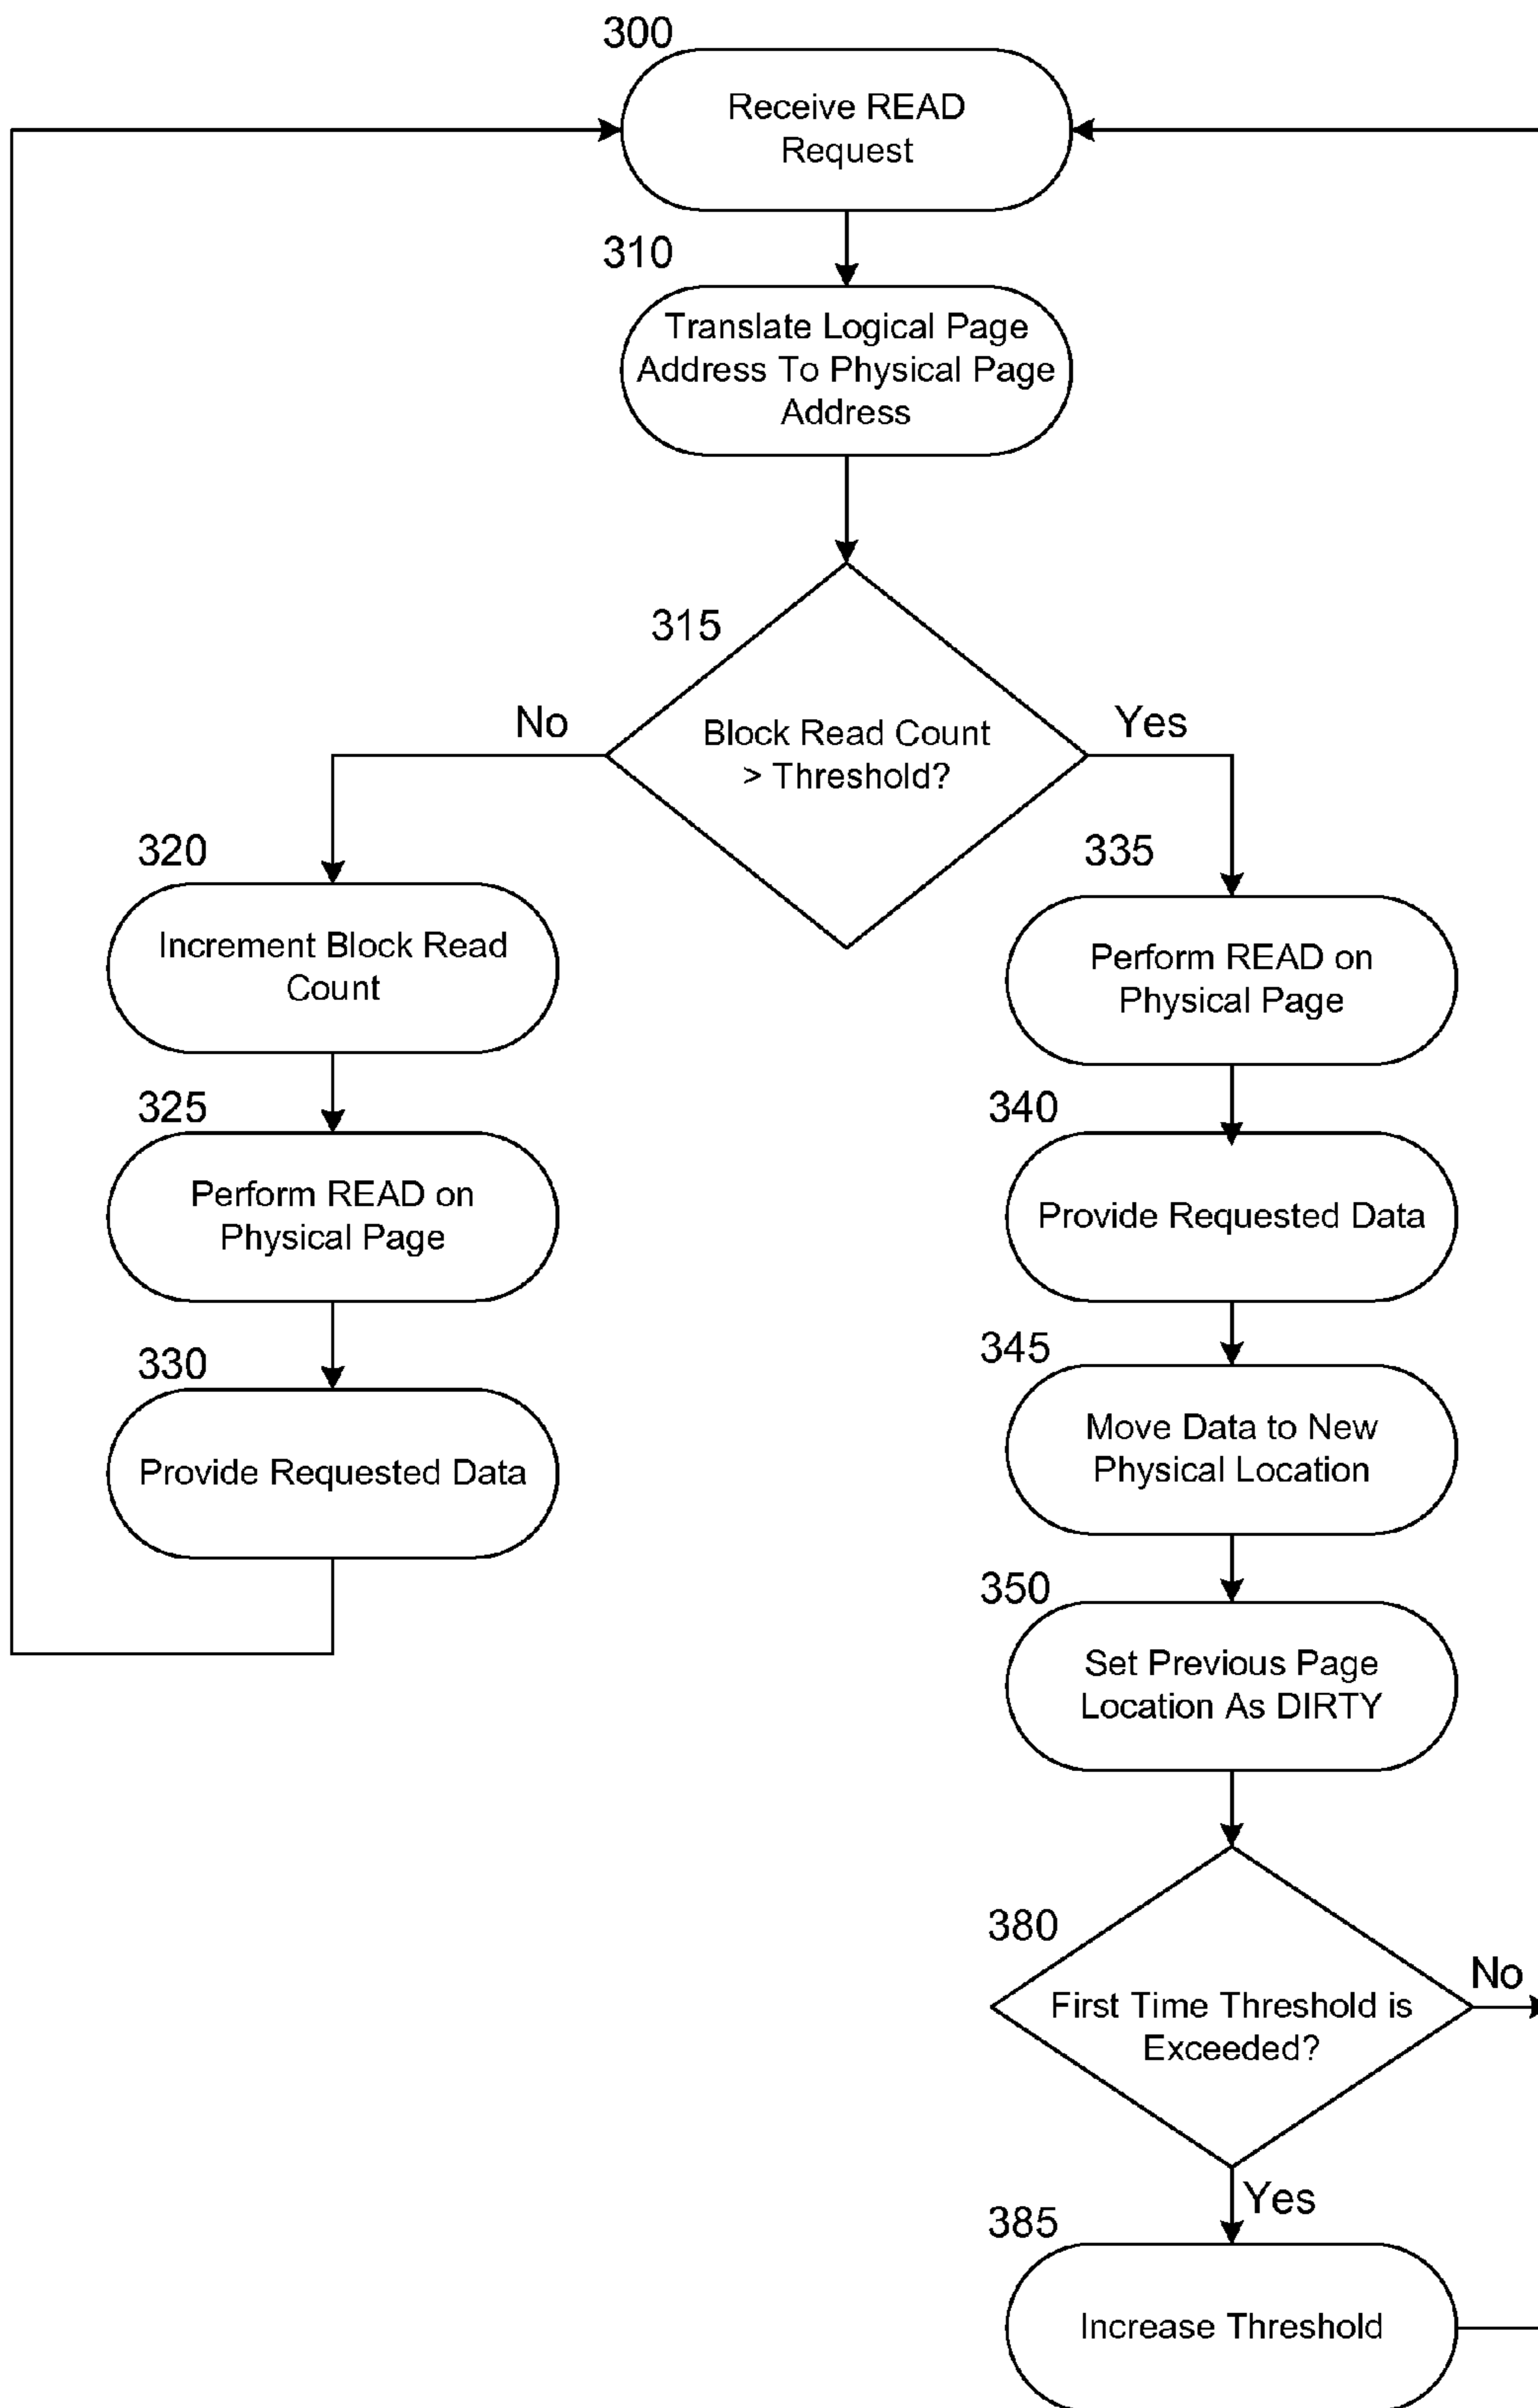 300
Receive READ
Request
310
Translate Logical Page
Address To Physical Page
Address
315
Block Read Count
> Threshold?
No
Yes
320
Increment Block Read
Count
325
Perform READ on
Physical Page
330
Provide Requested Data
335
Perform READ on
Physical Page
340
Provide Requested Data
345
Move Data to New
Physical Location
350
Set Previous Page
Location As DIRTY
380
First Time Threshold is
Exceeded?
No
Yes
385
Increase Threshold